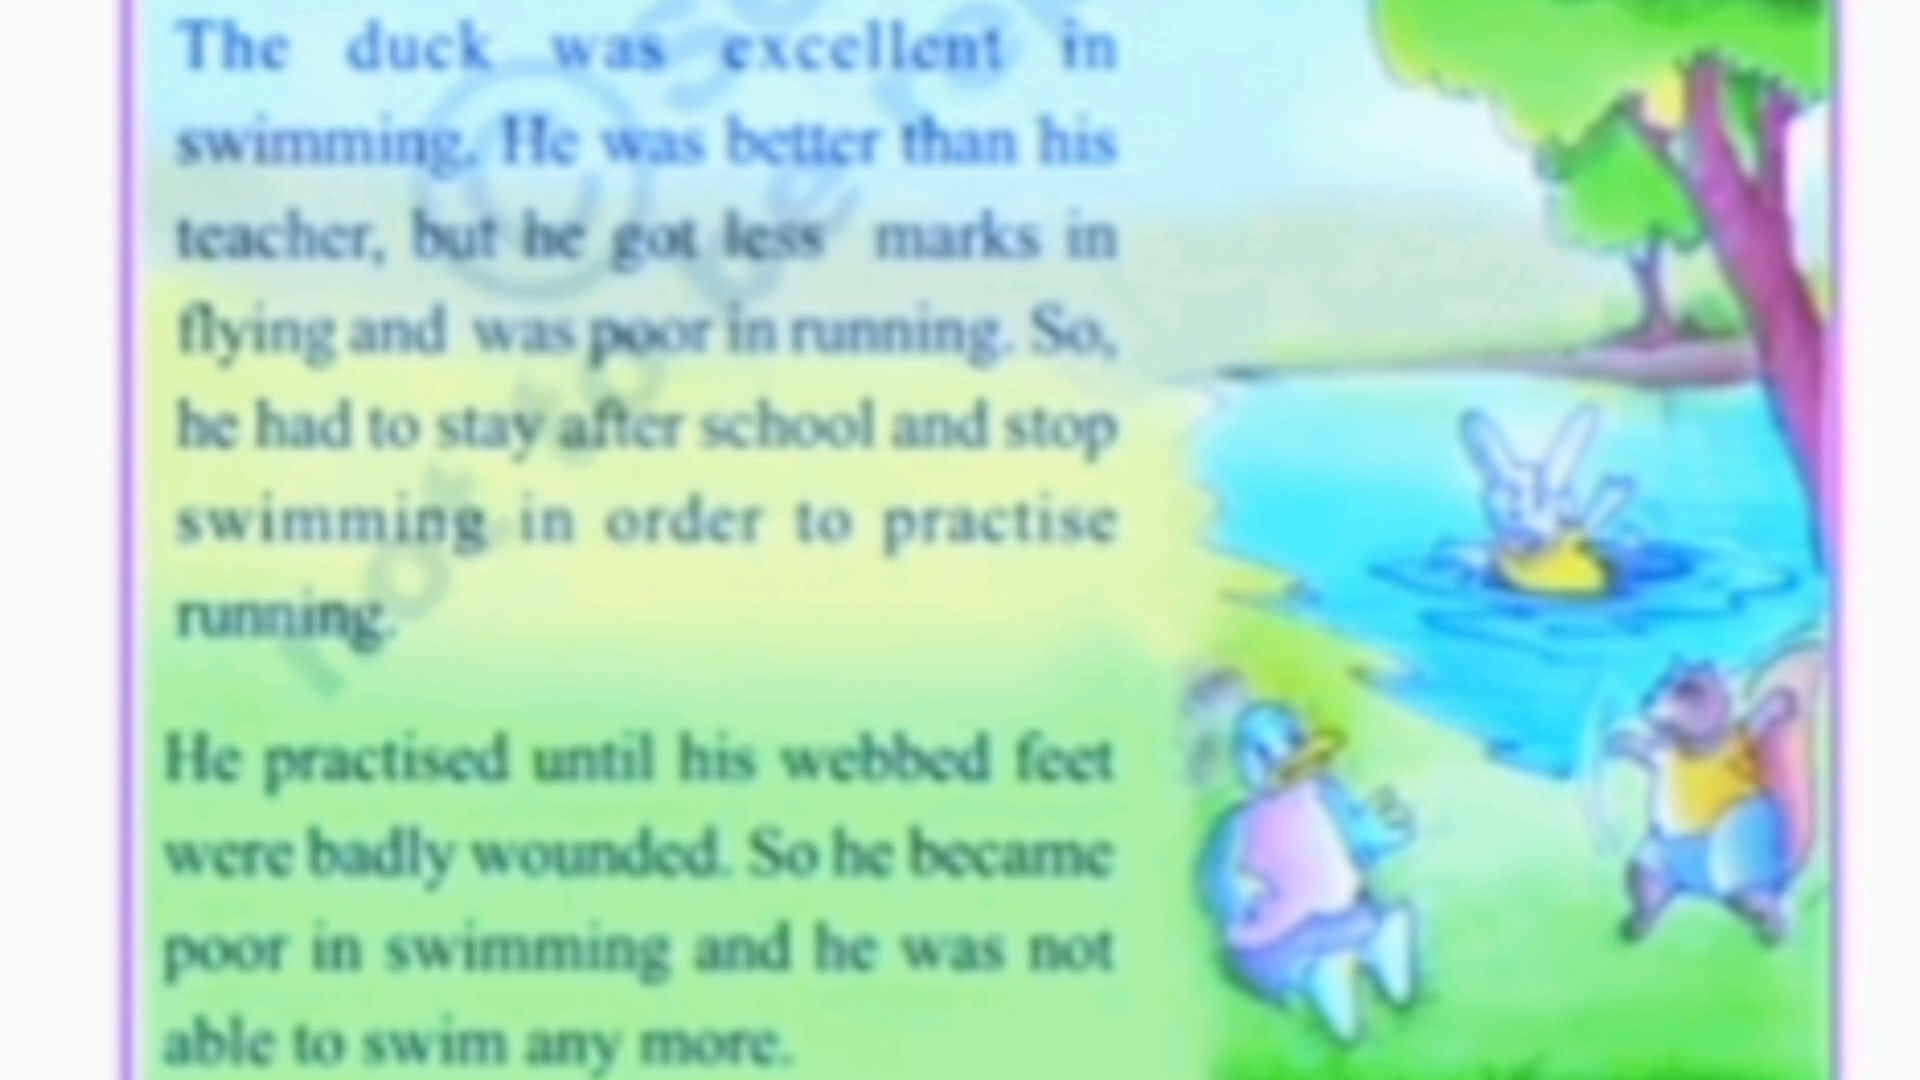 The duck was excellent in
swimming. He was better than his
teacher, but he got less marks in
flying and was poor in running. So,
he had to stay after school and stop
swimming in order to practise
running.
He practised until his webbed feet
were badly wounded. So he became
poor in swimming and he was not
able to swim any more.
©
not to be